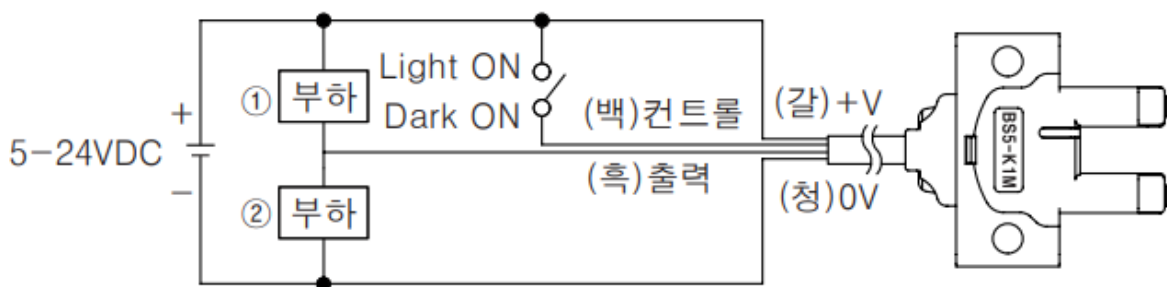 +
5-24VDC
−
① 부하
② 부하
Light ON
Dark ON
(백)컨트롤
(갈)+V
(흑)출력
(청)0V
BS5-K1M